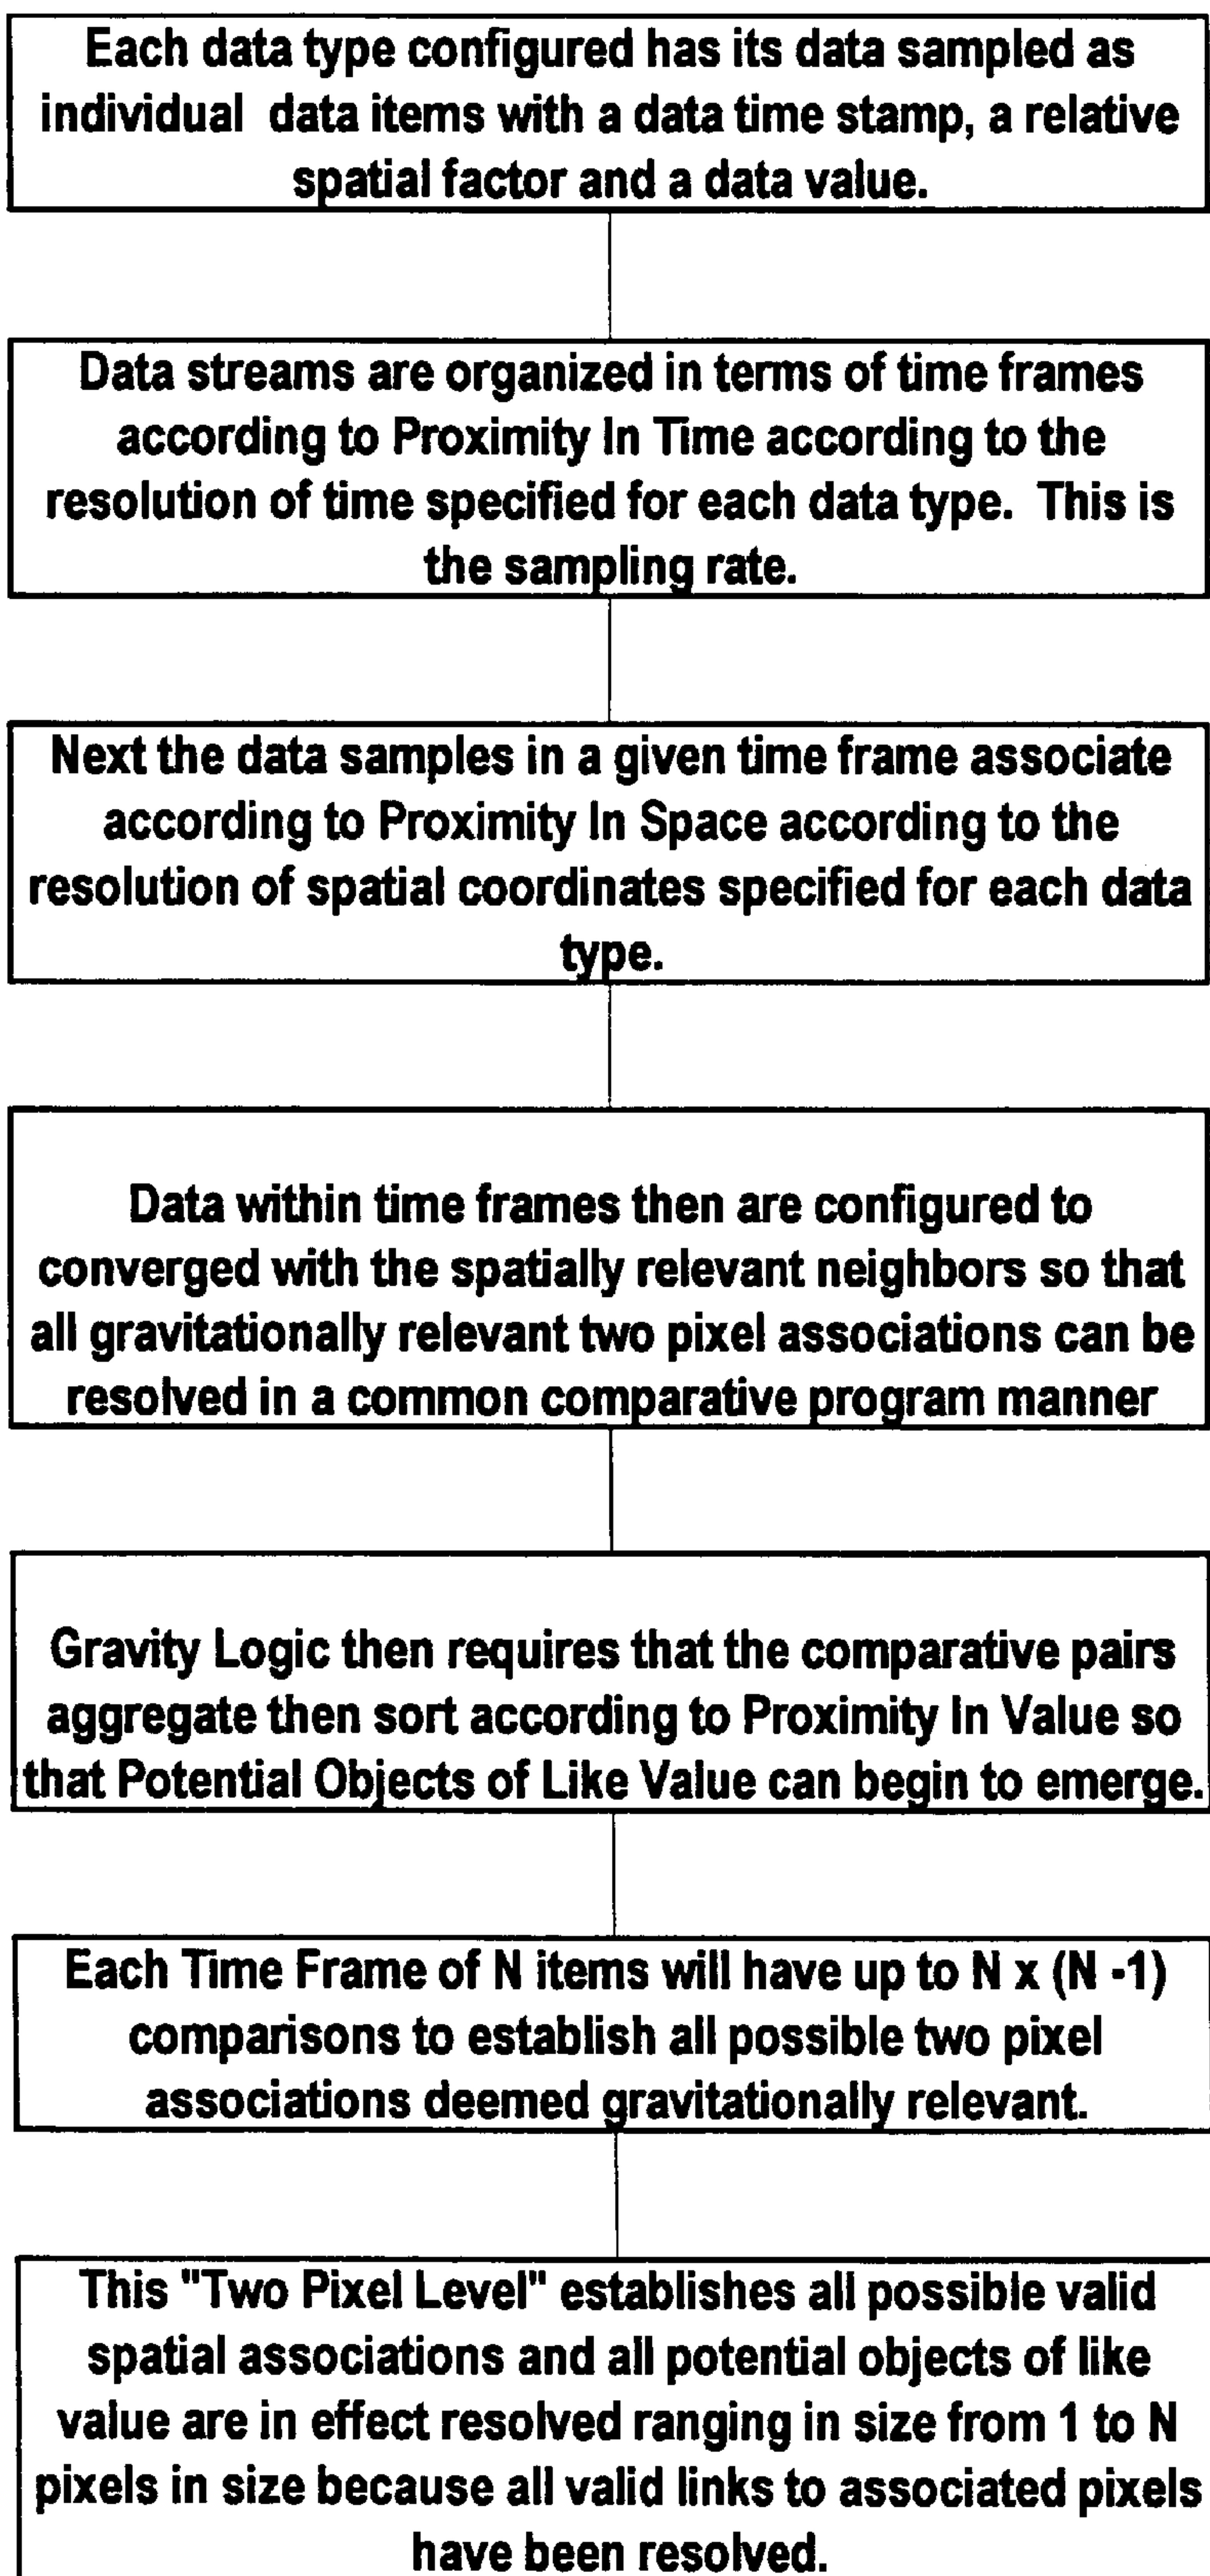 Each data type configured has its data sampled as
individual data items with a data time stamp, a relative
spatial factor and a data value.
Data streams are organized in terms of time frames
according to Proximity In Time according to the
resolution of time specified for each data type. This is
the sampling rate.
Next the data samples in a given time frame associate
according to Proximity In Space according to the
resolution of spatial coordinates specified for each data
type.
Data within time frames then are configured to
converged with the spatially relevant neighbors so that
all gravitationally relevant two pixel associations can be
resolved in a common comparative program manner
Gravity Logic then requires that the comparative pairs
aggregate then sort according to Proximity In Value so
that Potential Objects of Like Value can begin to emerge.
Each Time Frame of N items will have up to N x (N -1)
comparisons to establish all possible two pixel
associations deemed gravitationally relevant.
This "Two Pixel Level" establishes all possible valid
spatial associations and all potential objects of like
value are in effect resolved ranging in size from 1 to N
pixels in size because all valid links to associated pixels
have been resolved.